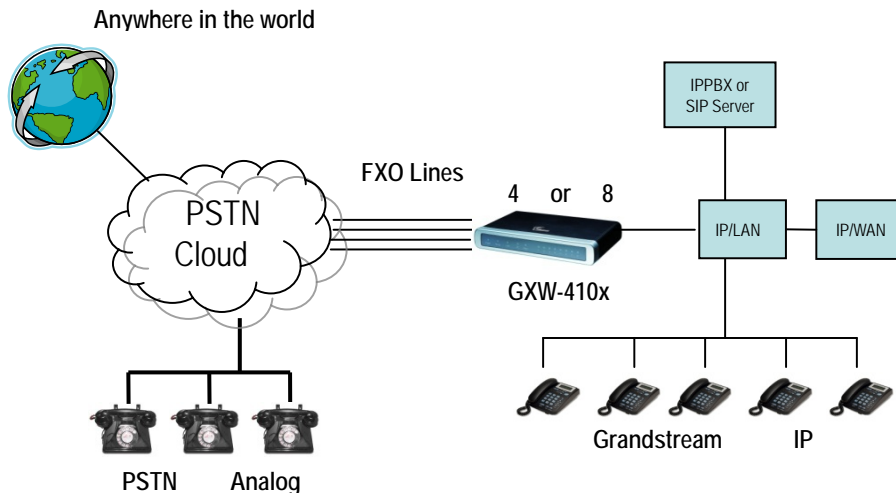 Anywhere in the world
IPPBX or
SIP Server
FXO Lines
4 or 8
PSTN
Cloud
IP/LAN
IP/WAN
GXW-410x
Grandstream IP
PSTN Analog